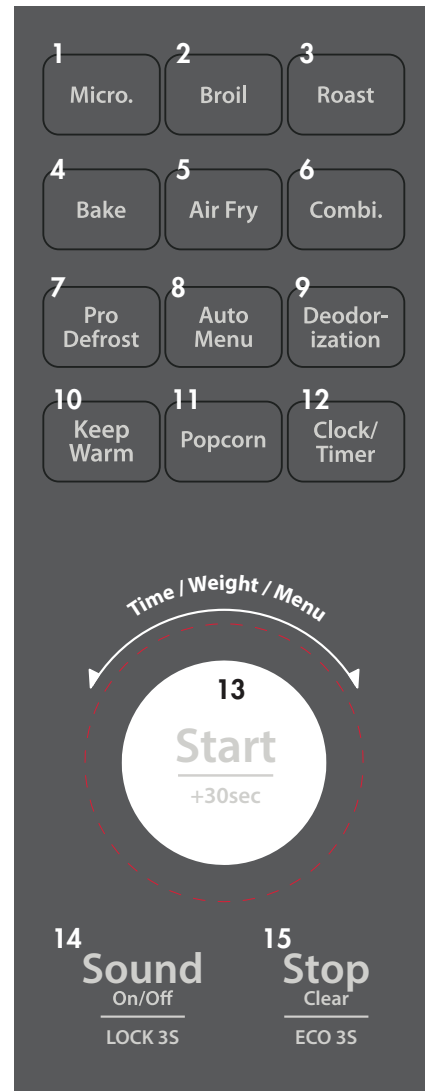 1 2 3
Micro. Broil Roast
4 5 6
Bake Air Fry Combi.
7 8 9
Pro Auto Deodor-
Defrost Menu ization
10 11 12
Keep Clock/
Warm Popcorn Timer
Time / Weight / Menu
13
Start
+30sec
14 15
Sound Stop
On/Off Clear
LOCK 3S ECO 3S